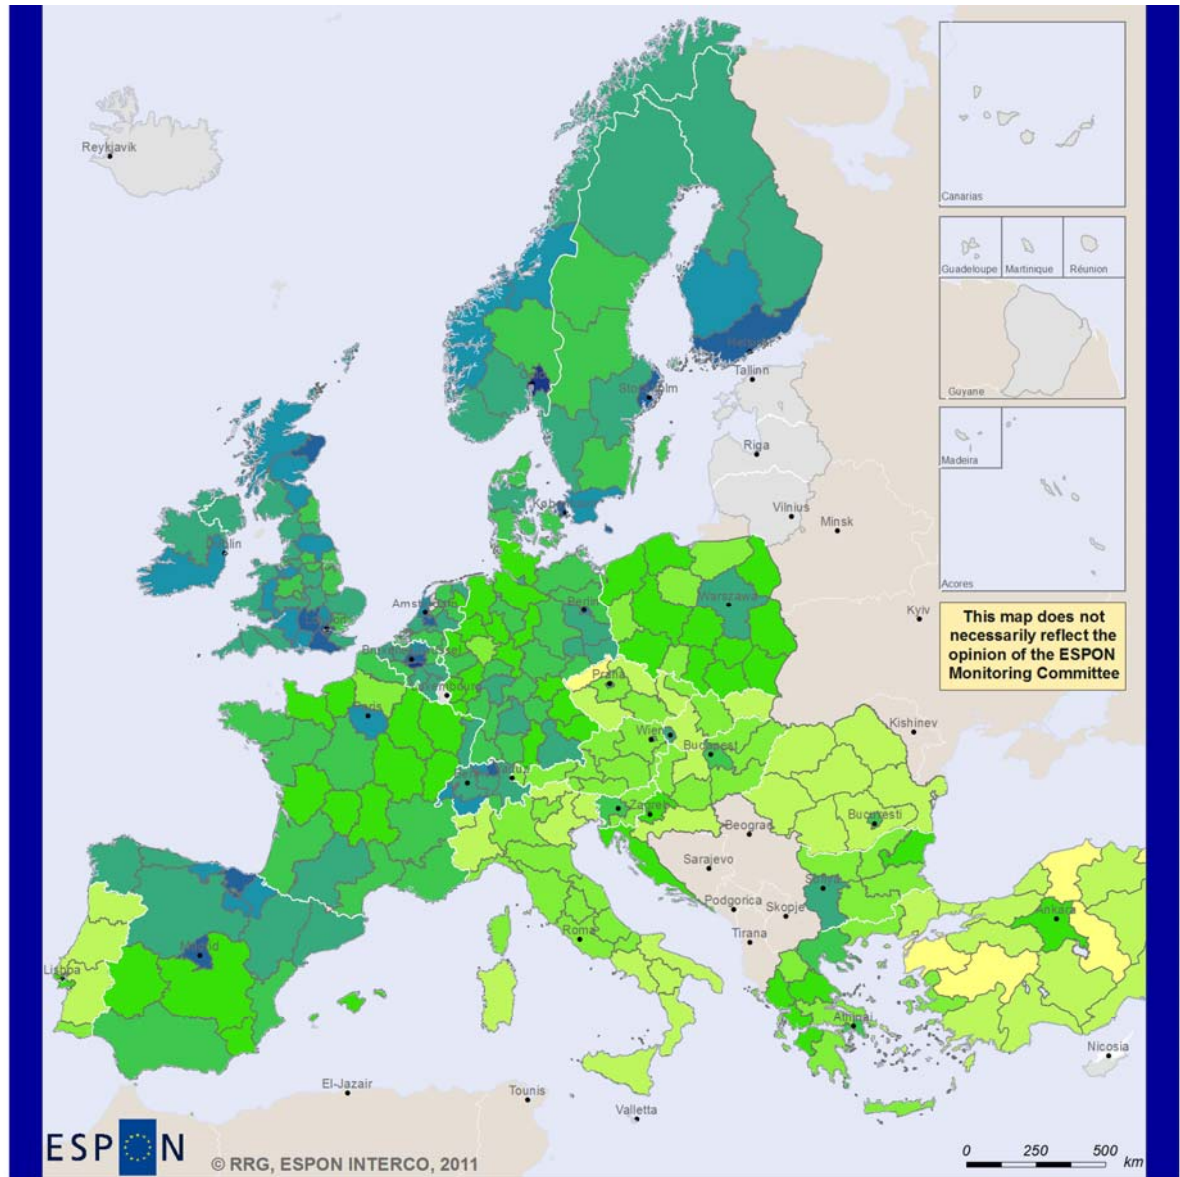 Reykjavík
Canarias
Guadeloupe
Martinique
Réunion
Guyane
Madeira
Acores
Helsinki
Tallinn
Stockholm
Riga
Vilnius
Minsk
Kyiv
Warszawa
Berlin
Praha
Kishinev
Wien
Budapest
Zagreb
Bucuresti
Beograd
Sarajevo
Podgorica
Skopje
Tirana
Ankara
Roma
Madrid
Lisboa
Athinai
Nicosia
El-Jazair
Tounis
Valletta
This map does not
necessarily reflect the
opinion of the ESPON
Monitoring Committee
ESPON
© RRG, ESPON INTERCO, 2011
0 250 500 km